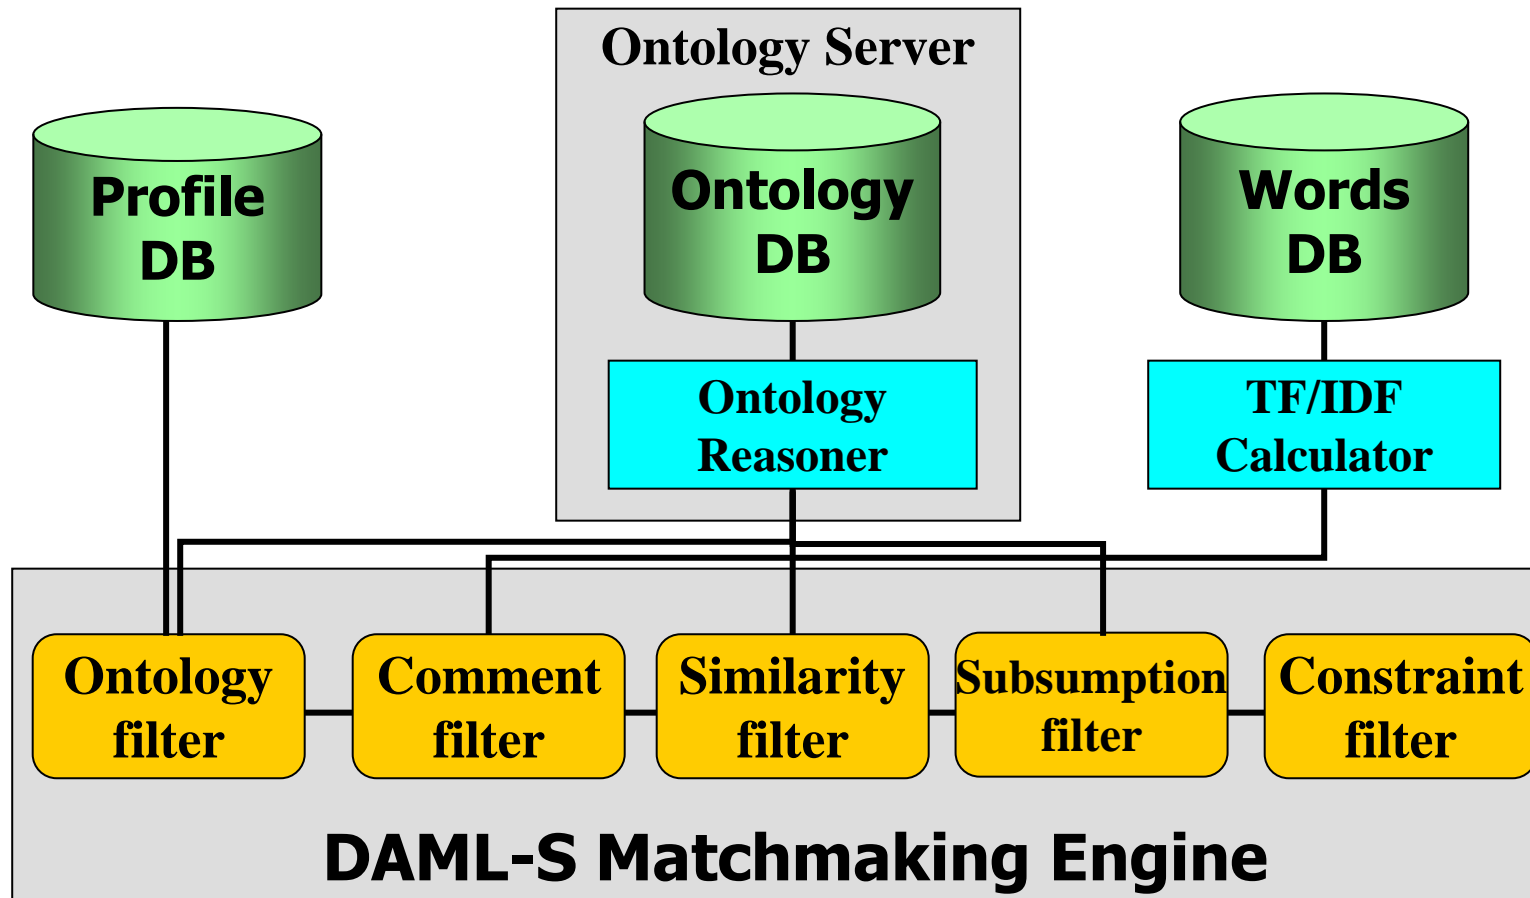 Ontology Server
Profile
DB
Ontology
DB
Words
DB
Ontology
Reasoner
TF/IDF
Calculator
Ontology
filter
Comment
filter
Similarity
filter
Subsumption
filter
Constraint
filter
DAML-S Matchmaking Engine